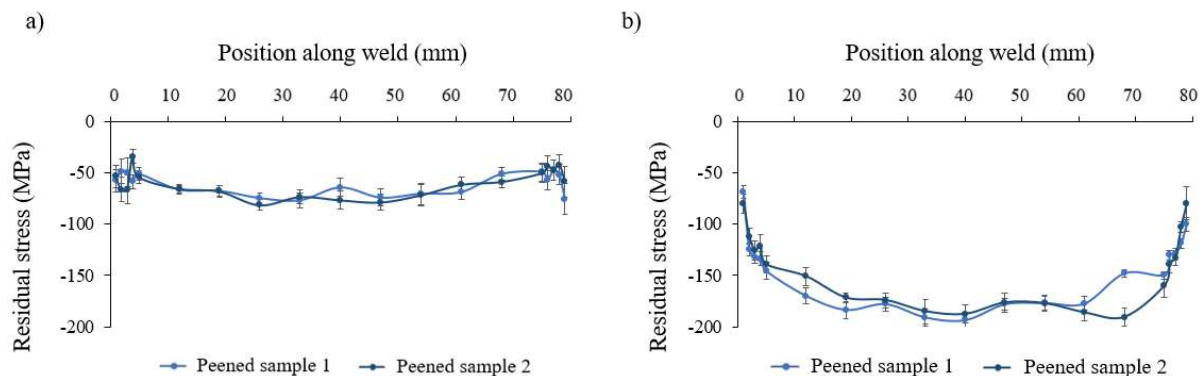 a)
Position along weld (mm)
0 10 20 30 40 50 60 70 80
0
-50
-100
-150
-200
Residual stress (MPa)
Peened sample 1 Peened sample 2
b)
Position along weld (mm)
0 10 20 30 40 50 60 70 80
0
-50
-100
-150
-200
Residual stress (MPa)
Peened sample 1 Peened sample 2